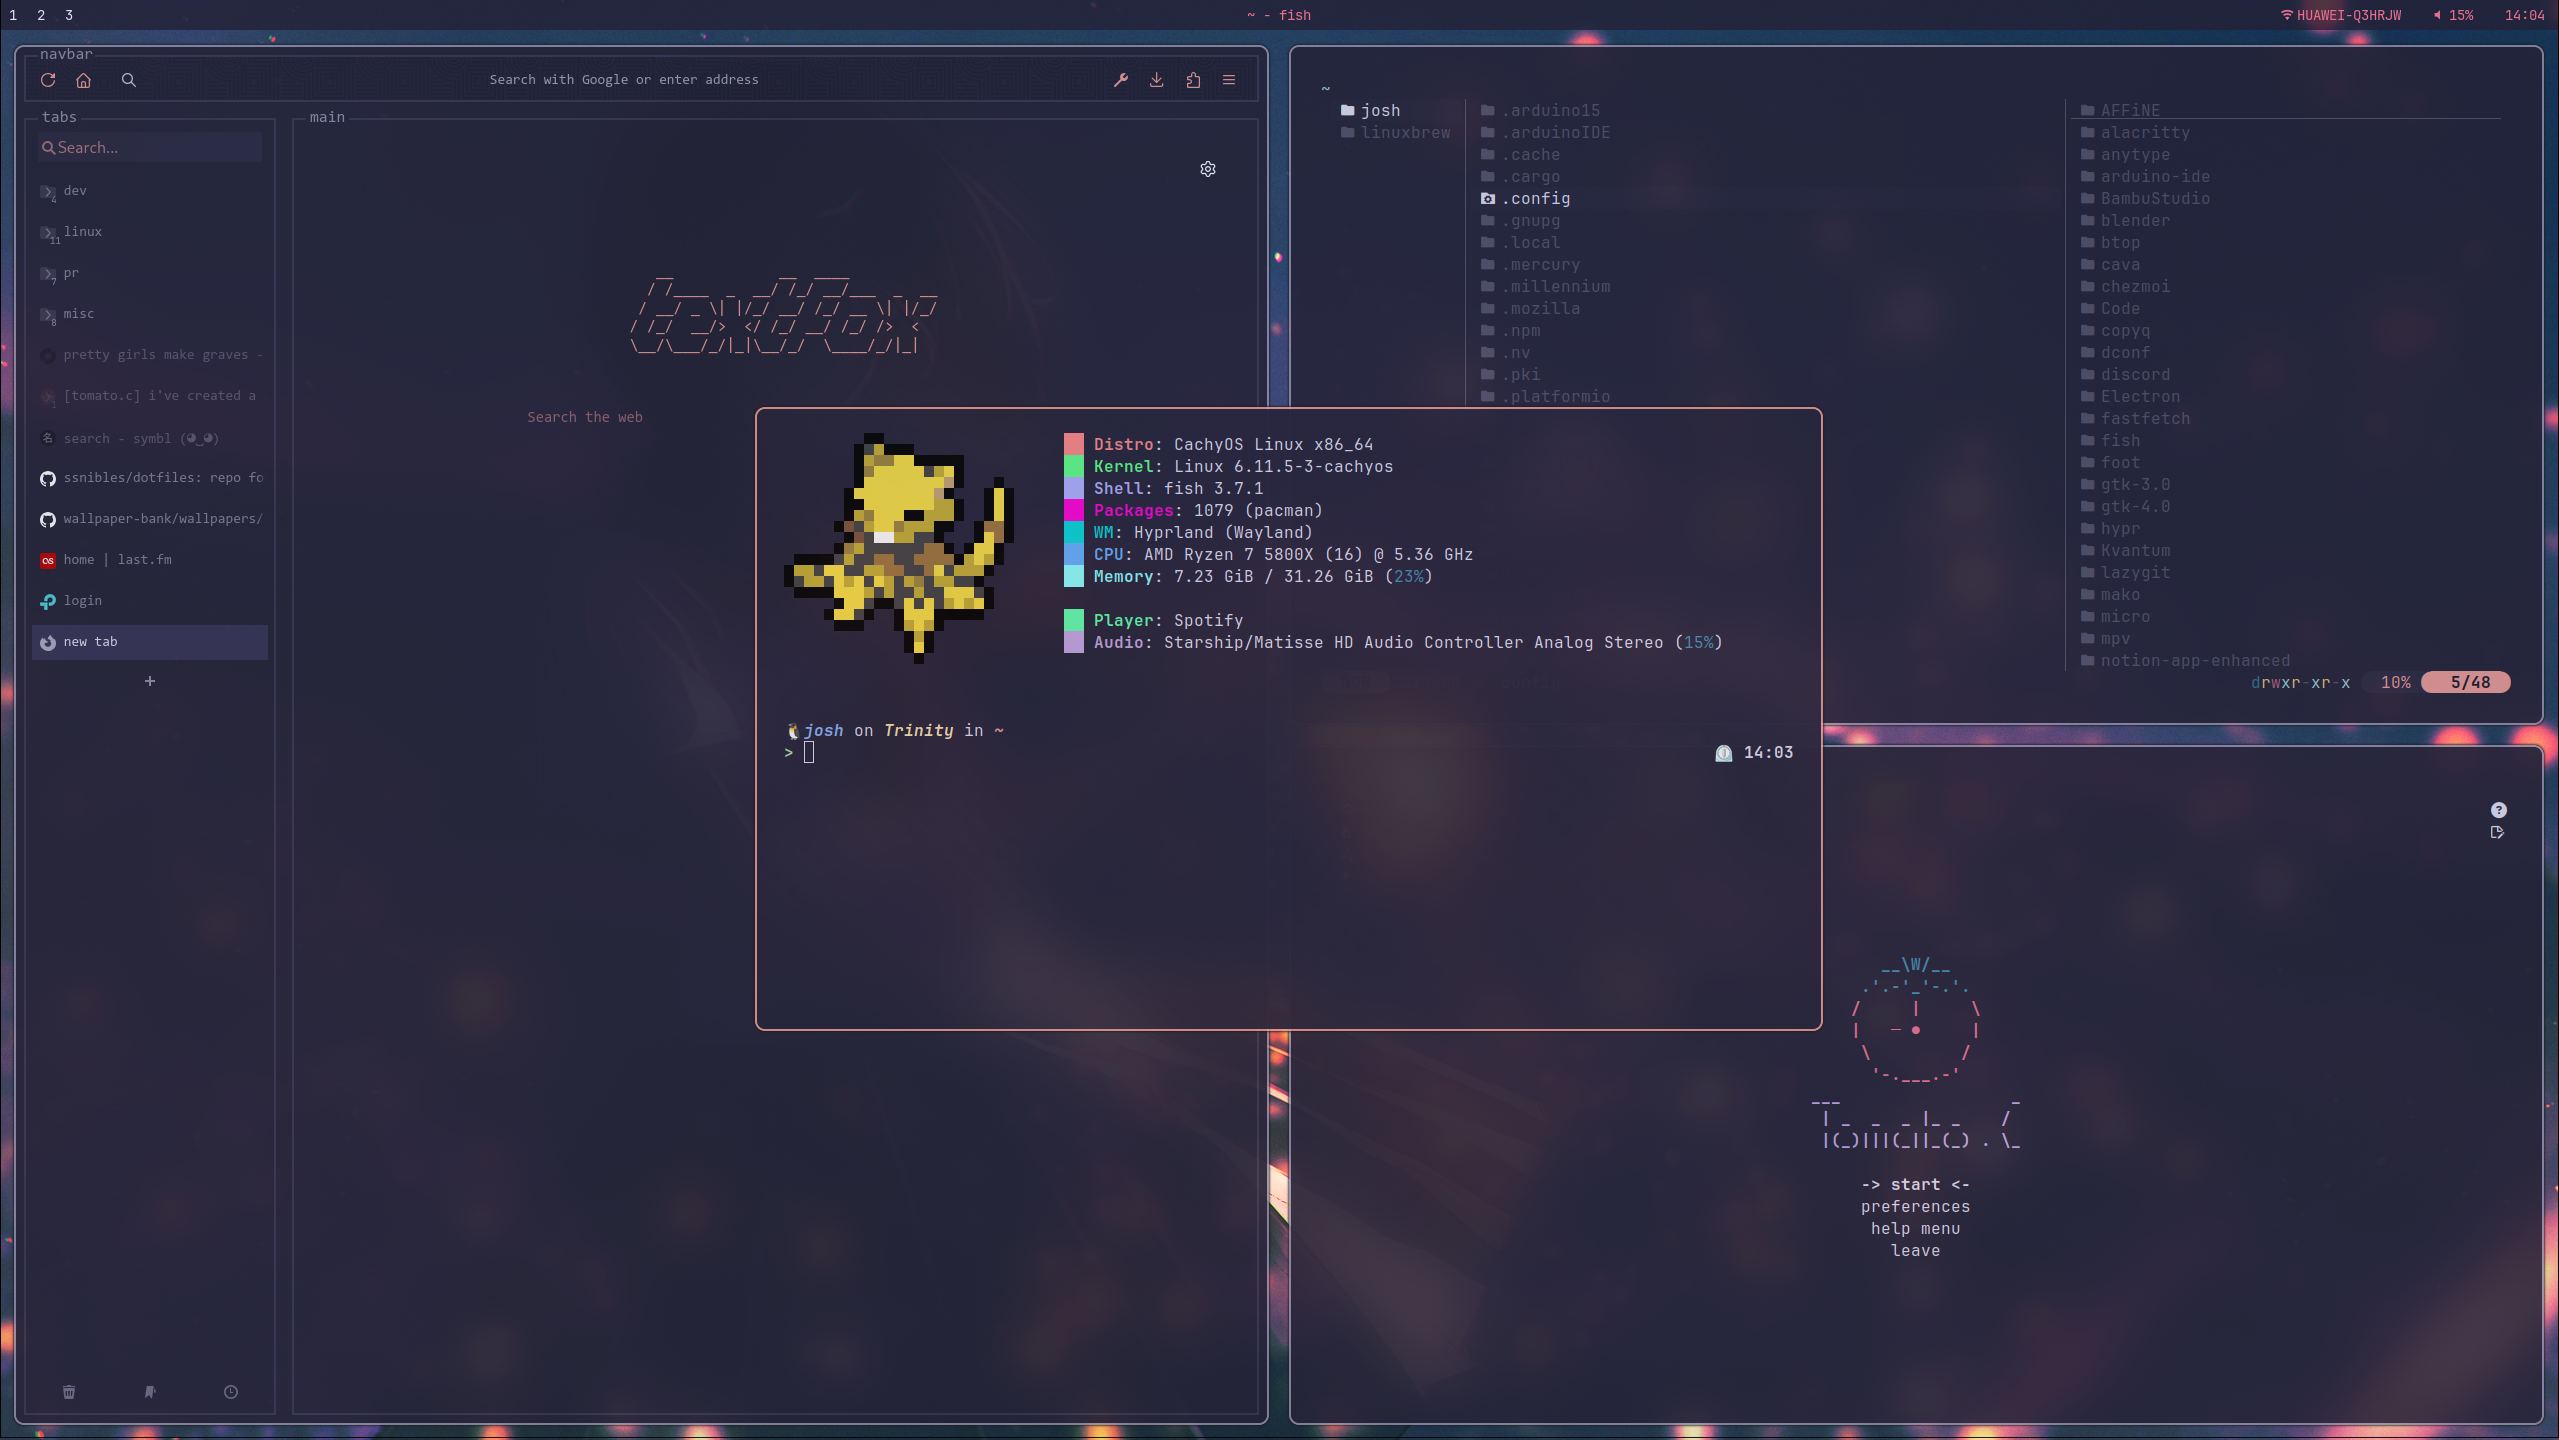 1 2 3
~ - fish
HUAWEI-Q3HRJW 15% 14:04
navbar
Search with Google or enter address
tabs
Search...
dev
4
linux
11
pr
7
misc
8
pretty girls make graves -
[tomato.c] i've created a
1
search - symbl (◕‿◕)
ssnibles/dotfiles: repo fo
wallpaper-bank/wallpapers/
home | last.fm
login
new tab
+
main
textfox
Search the web
~
josh
linuxbrew
.arduino15
.arduinoIDE
.cache
.cargo
.config
.gnupg
.local
.mercury
.millennium
.mozilla
.npm
.nv
.pki
.platformio
AFFiNE
alacritty
anytype
arduino-ide
BambuStudio
blender
btop
cava
chezmoi
Code
copyq
dconf
discord
Electron
fastfetch
fish
foot
gtk-3.0
gtk-4.0
hypr
Kvantum
lazygit
mako
micro
mpv
notion-app-enhanced
drwxr-xr-x 10% 5/48
Distro: CachyOS Linux x86_64
Kernel: Linux 6.11.5-3-cachyos
Shell: fish 3.7.1
Packages: 1079 (pacman)
WM: Hyprland (Wayland)
CPU: AMD Ryzen 7 5800X (16) @ 5.36 GHz
Memory: 7.23 GiB / 31.26 GiB (23%)
Player: Spotify
Audio: Starship/Matisse HD Audio Controller Analog Stereo (15%)
josh on Trinity in ~
> 14:03
Tomato.C
-> start <-
preferences
help menu
leave